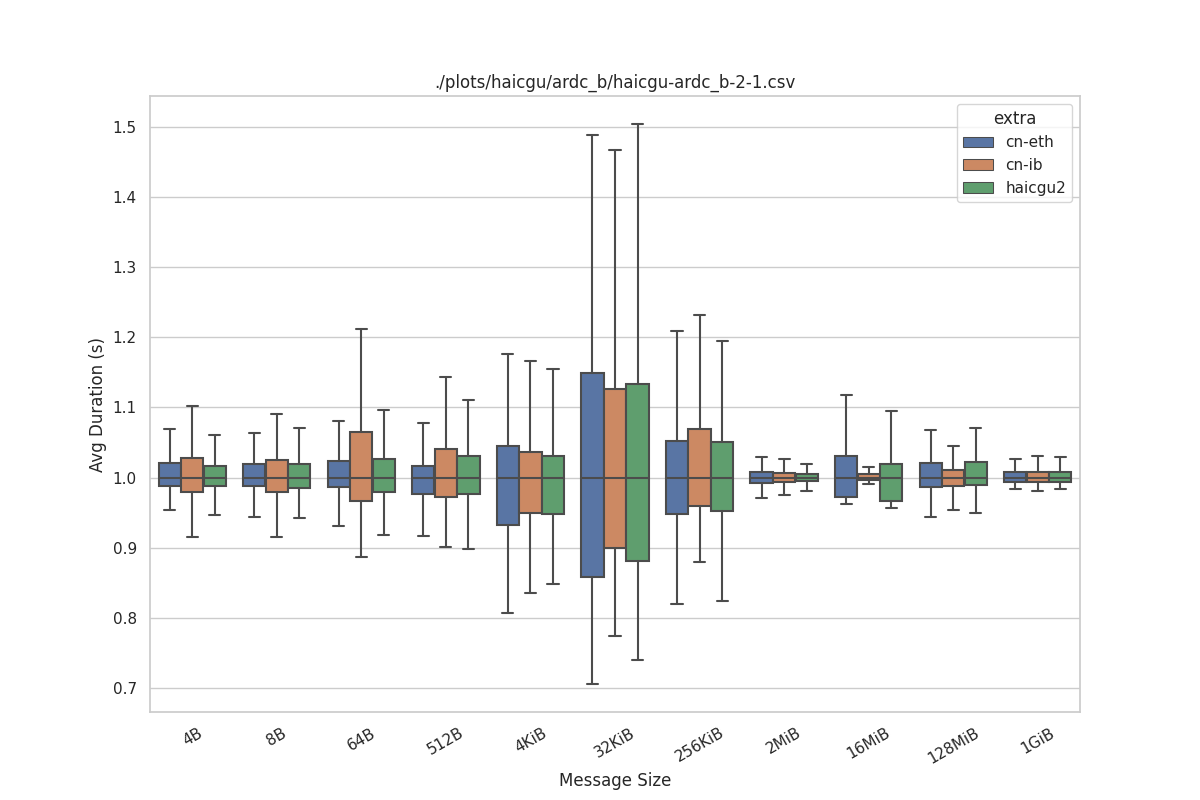 ./plots/haicgu/ardc_b/haicgu-ardc_b-2-1.csv
extra
cn-eth
cn-ib
haicgu2
Avg Duration (s)
1.5
1.4
1.3
1.2
1.1
1.0
0.9
0.8
0.7
4B
8B
64B
512B
4KiB
32KiB
256KiB
2MiB
16MiB
128MiB
1GiB
Message Size